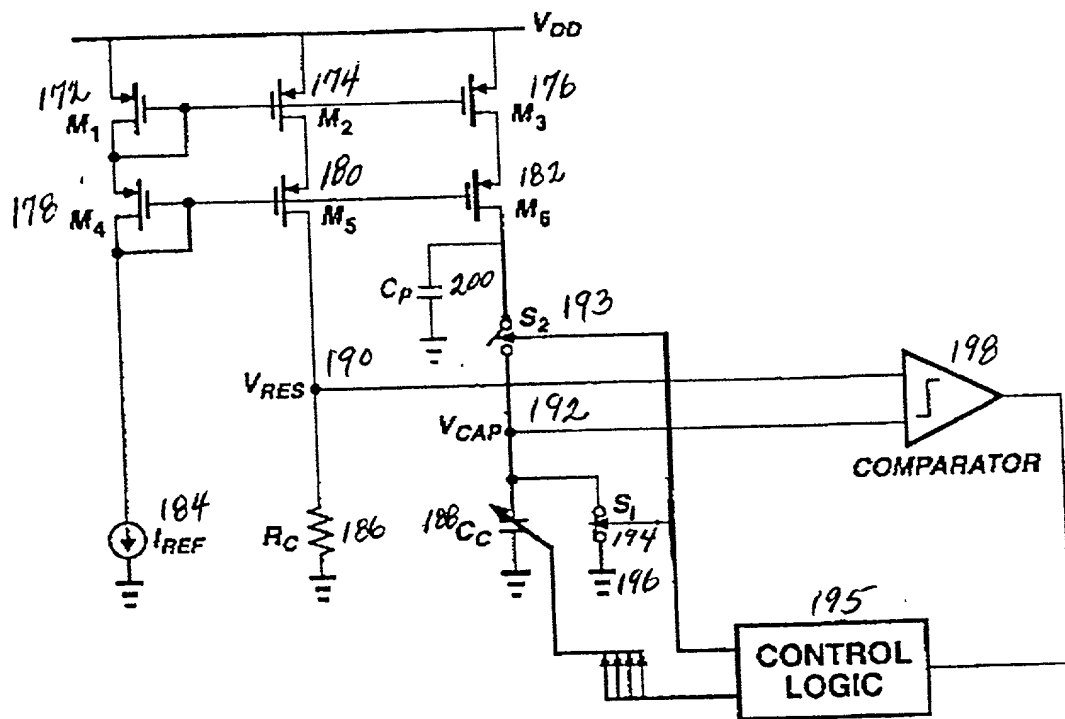 V_DD
172 174 176
M_1 M_2 M_3
180 182
178 M_4 M_5 M_6
C_P 200
S_2 193
190
V_RES
192
V_CAP
198
COMPARATOR
184
I_REF
R_C 186
188 C_C
S_1
194
196
195
CONTROL
LOGIC